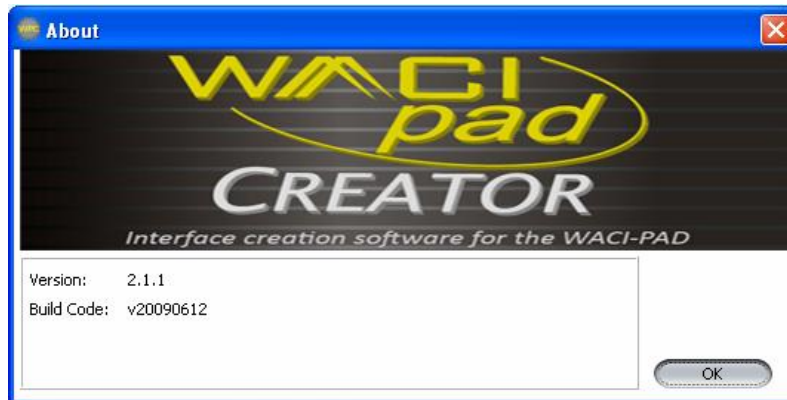 About
WACI
pad
CREATOR
Interface creation software for the WACI-PAD
Version: 2.1.1
Build Code: v20090612
OK